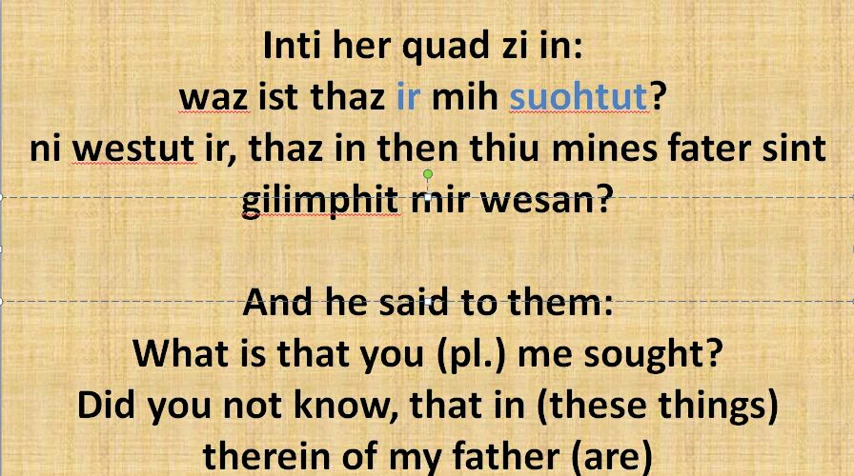 Inti her quad zi in:
waz ist thaz ir mih suohtut?
ni westut ir, thaz in then thiu mines fater sint
gilimphit mir wesan?
And he said to them:
What is that you (pl.) me sought?
Did you not know, that in (these things)
therein of my father (are)